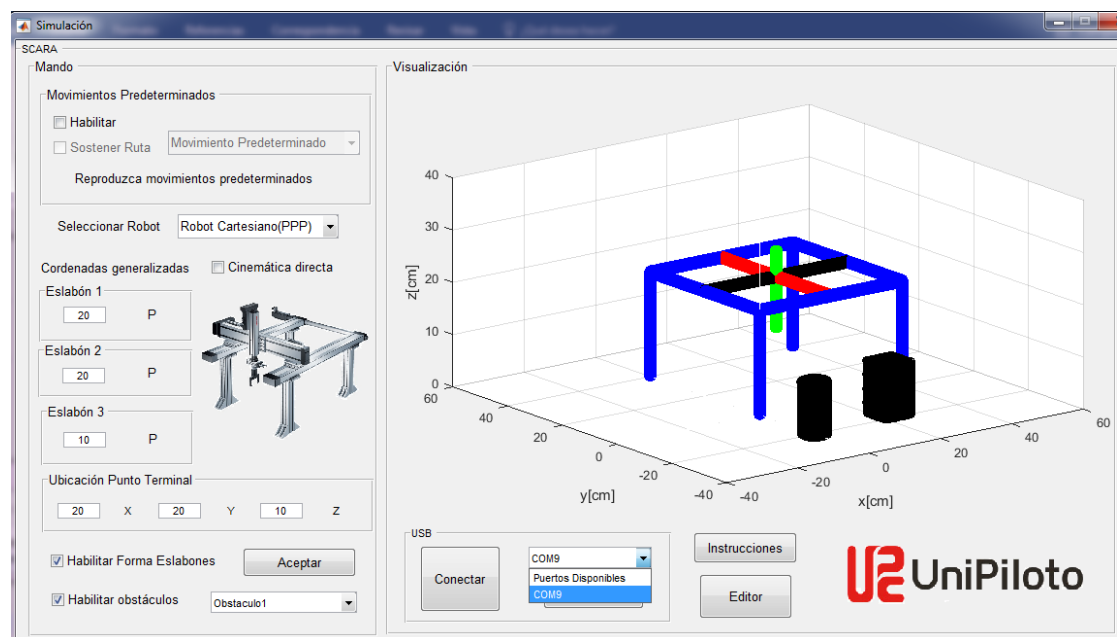 Simulación
SCARA
Mando
Movimientos Predeterminados
Habilitar
Sostener Ruta
Movimiento Predeterminado
Reproduzca movimientos predeterminados
Seleccionar Robot
Robot Cartesiano(PPP)
Cordenadas generalizadas
Cinemática directa
Eslabón 1
20 P
Eslabón 2
20 P
Eslabón 3
10 P
Ubicación Punto Terminal
20 X 20 Y 10 Z
Habilitar Forma Eslabones
Aceptar
Habilitar obstáculos
Obstaculo1
Visualización
z[cm]
40
30
20
10
0
y[cm]
60
40
20
0
-20
-40
x[cm]
-40
-20
0
20
40
60
USB
Conectar
COM9
Puertos Disponibles
COM9
Instrucciones
Editor
UniPiloto